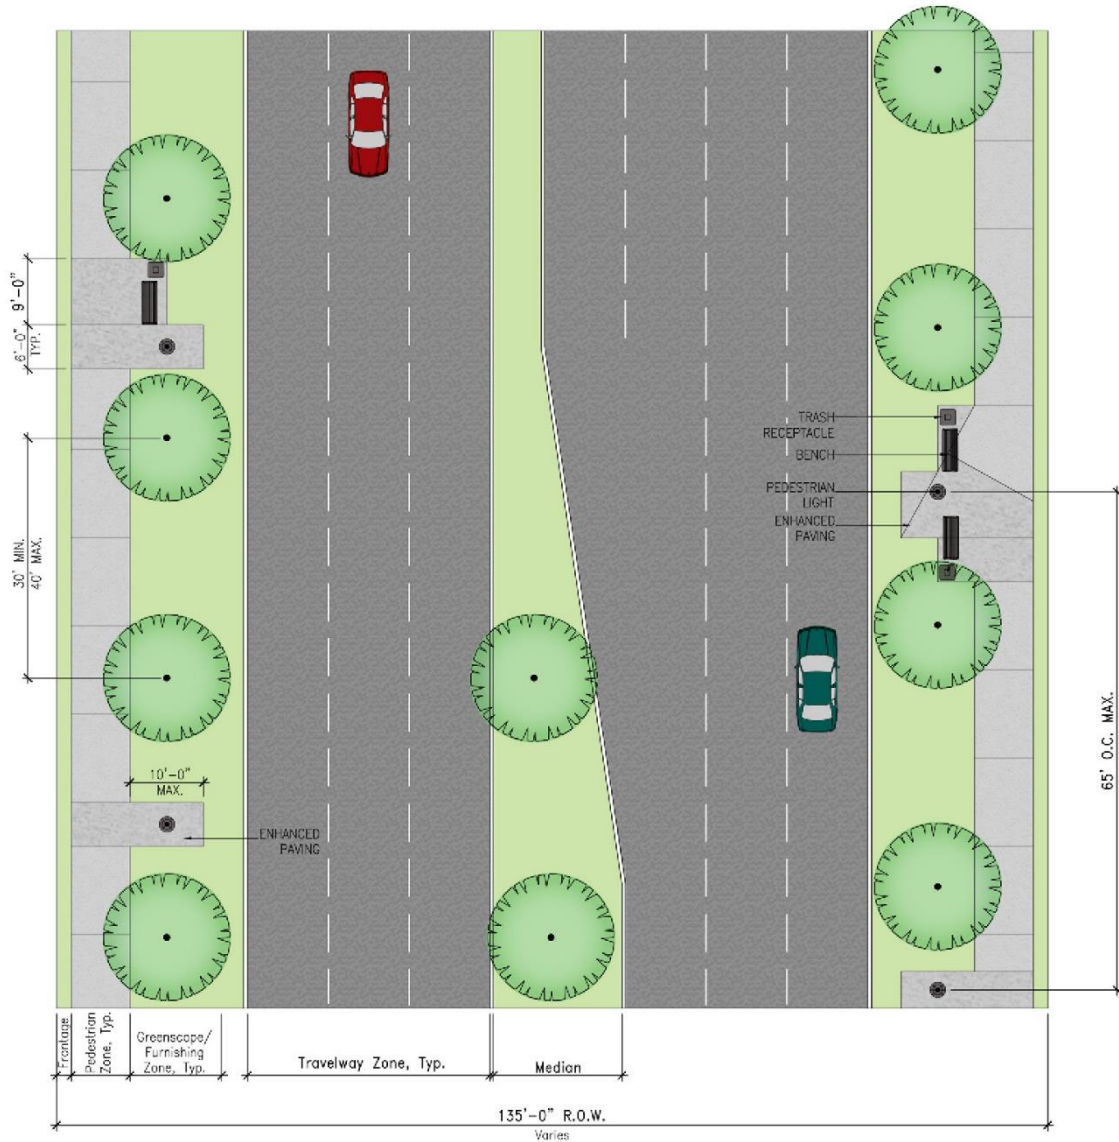 9'-0"
6'-0"
TYP.
30' MIN.
40' MAX.
10'-0"
MAX.
ENHANCED
PAVING
TRASH
RECEPTACLE
BENCH
PEDESTRIAN
LIGHT
ENHANCED
PAVING
65' O.C. MAX.
Frontage
Pedestrian
Zone, Typ.
Greenscape/
Furnishing
Zone, Typ.
Travelway Zone, Typ.
Median
135'-0" R.O.W.
Varies